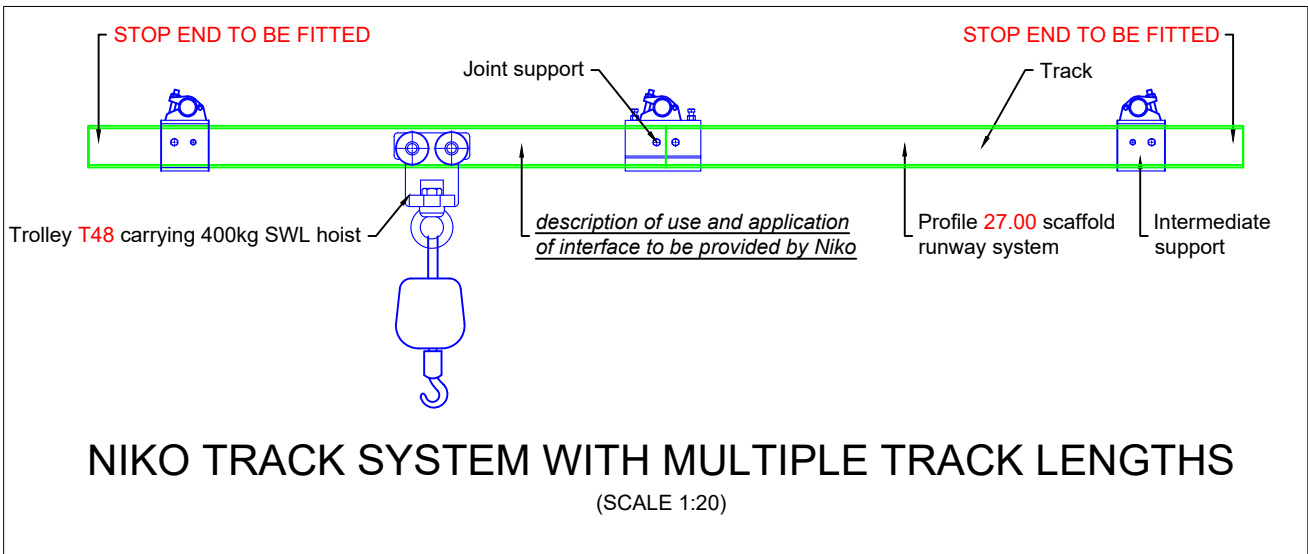 STOP END TO BE FITTED
STOP END TO BE FITTED
Joint support
Track
Trolley T48 carrying 400kg SWL hoist
description of use and application
of interface to be provided by Niko
Profile 27.00 scaffold
runway system
Intermediate
support
NIKO TRACK SYSTEM WITH MULTIPLE TRACK LENGTHS
(SCALE 1:20)